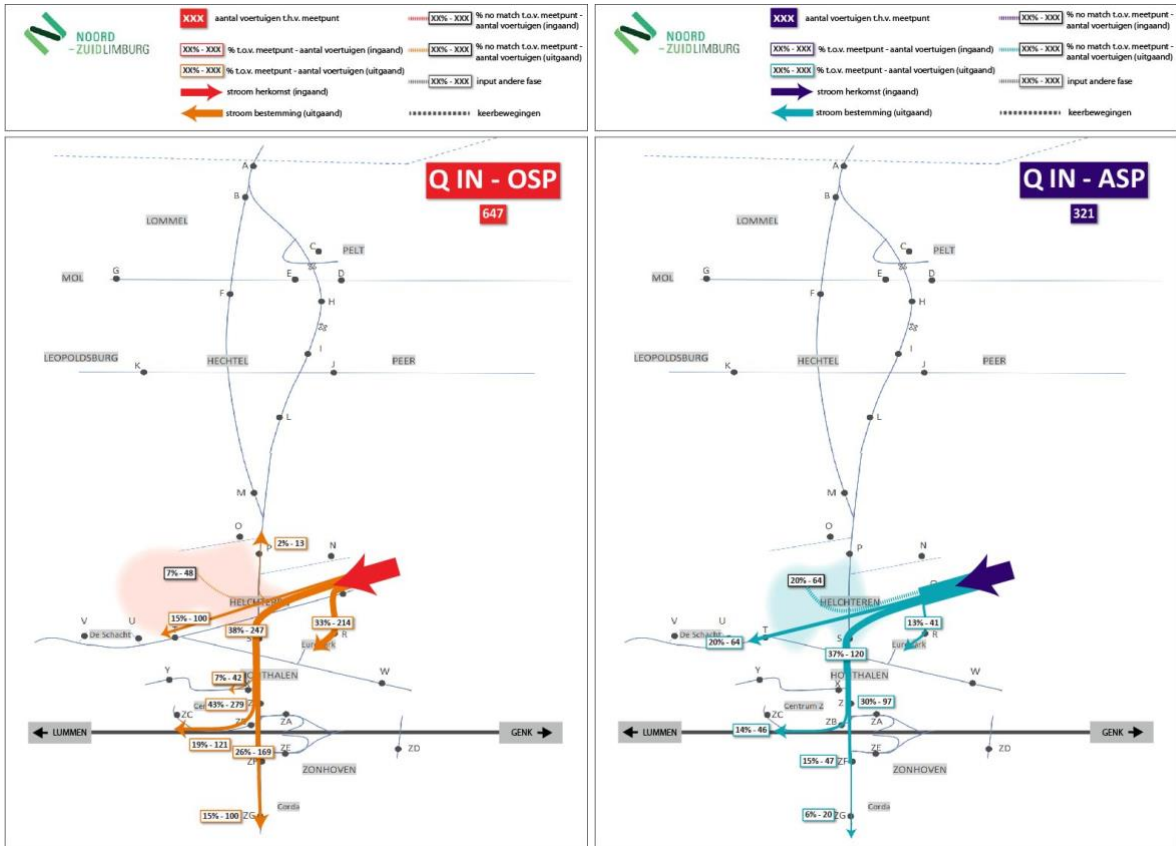 NOORD
-ZUIDLIMBURG
XXX aantal voertuigen t.h.v. meetpunt
XX% - XXX % t.o.v. meetpunt - aantal voertuigen (ingaand)
XX% - XXX % t.o.v. meetpunt - aantal voertuigen (uitgaand)
stroom herkomst (ingaand)
stroom bestemming (uitgaand)
XX% - XXX % no match t.o.v. meetpunt -
aantal voertuigen (ingaand)
XX% - XXX % no match t.o.v. meetpunt -
aantal voertuigen (uitgaand)
XX% - XXX input andere fase
keerbewegingen
Q IN - OSP
647
A
B
LOMMEL
C
PELT
MOL
G
E
D
F
H
LEOPOLDSBURG
HECHTEL
I
PEER
K
J
L
M
O
2% - 13
P
N
7% - 48
HELCHTEREN
15% - 100
38% - 247
33% - 214
V
U
De Schacht
R
Y
7% - 42
W
43% - 279
ZC
ZA
LUMMEN
19% - 121
26% - 169
ZE
GENK
ZD
ZONHOVEN
15% - 100
ZG
Corda
NOORD
-ZUIDLIMBURG
XXX aantal voertuigen t.h.v. meetpunt
XX% - XXX % t.o.v. meetpunt - aantal voertuigen (ingaand)
XX% - XXX % t.o.v. meetpunt - aantal voertuigen (uitgaand)
stroom herkomst (ingaand)
stroom bestemming (uitgaand)
XX% - XXX % no match t.o.v. meetpunt -
aantal voertuigen (ingaand)
XX% - XXX % no match t.o.v. meetpunt -
aantal voertuigen (uitgaand)
XX% - XXX input andere fase
keerbewegingen
Q IN - ASP
321
A
B
LOMMEL
C
PELT
MOL
G
E
D
F
H
LEOPOLDSBURG
HECHTEL
I
PEER
K
J
L
M
O
P
N
20% - 64
HELCHTEREN
13% - 41
V
U
De Schacht
T
S
R
20% - 64
37% - 120
Y
HOUTHALEN
W
X
30% - 97
ZC
Centrum Z
ZB
ZA
LUMMEN
14% - 46
GENK
15% - 47
ZF
ZE
ZD
ZONHOVEN
6% - 20
ZG
Corda